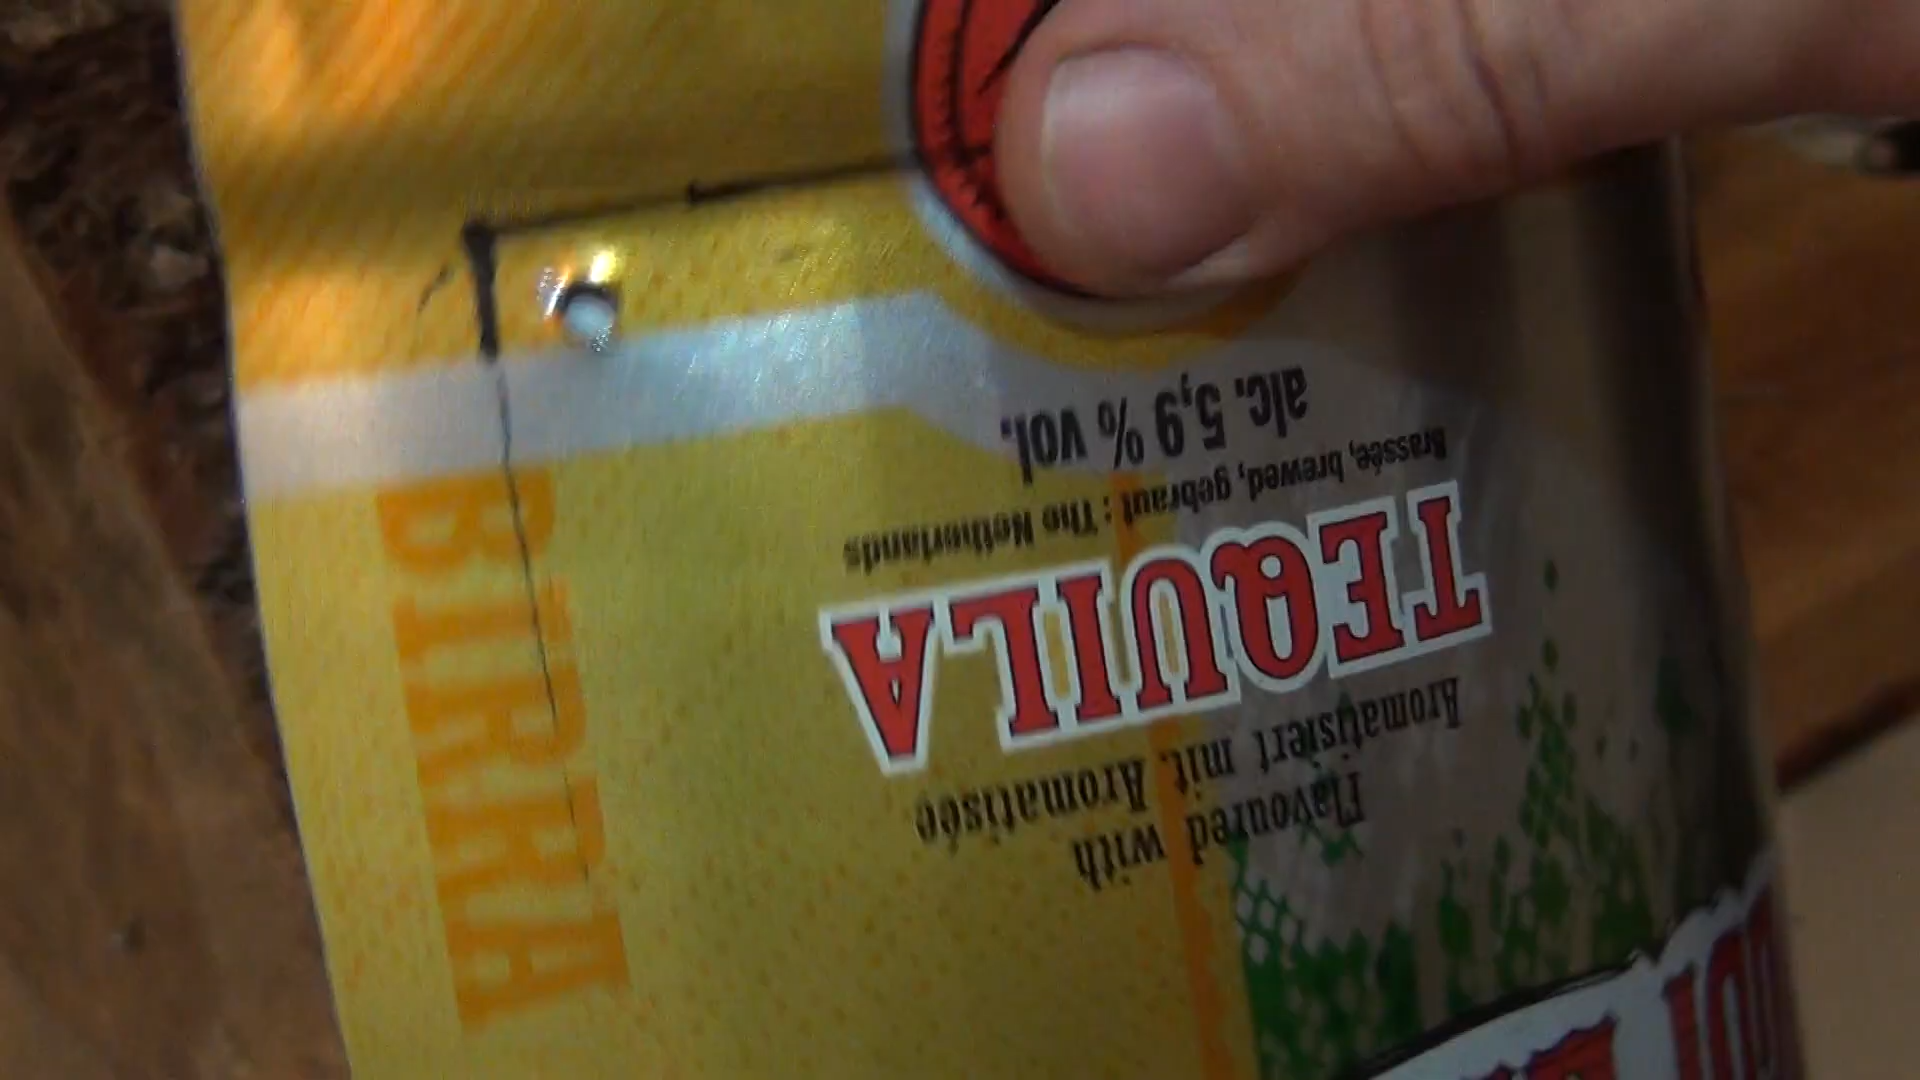 Flavoured with
Aromatisiert mit. Aromatisée
TEQUILA
Brassée, brewed, gebraut : The Netherlands
alc. 5,9 % vol.
BIRRA